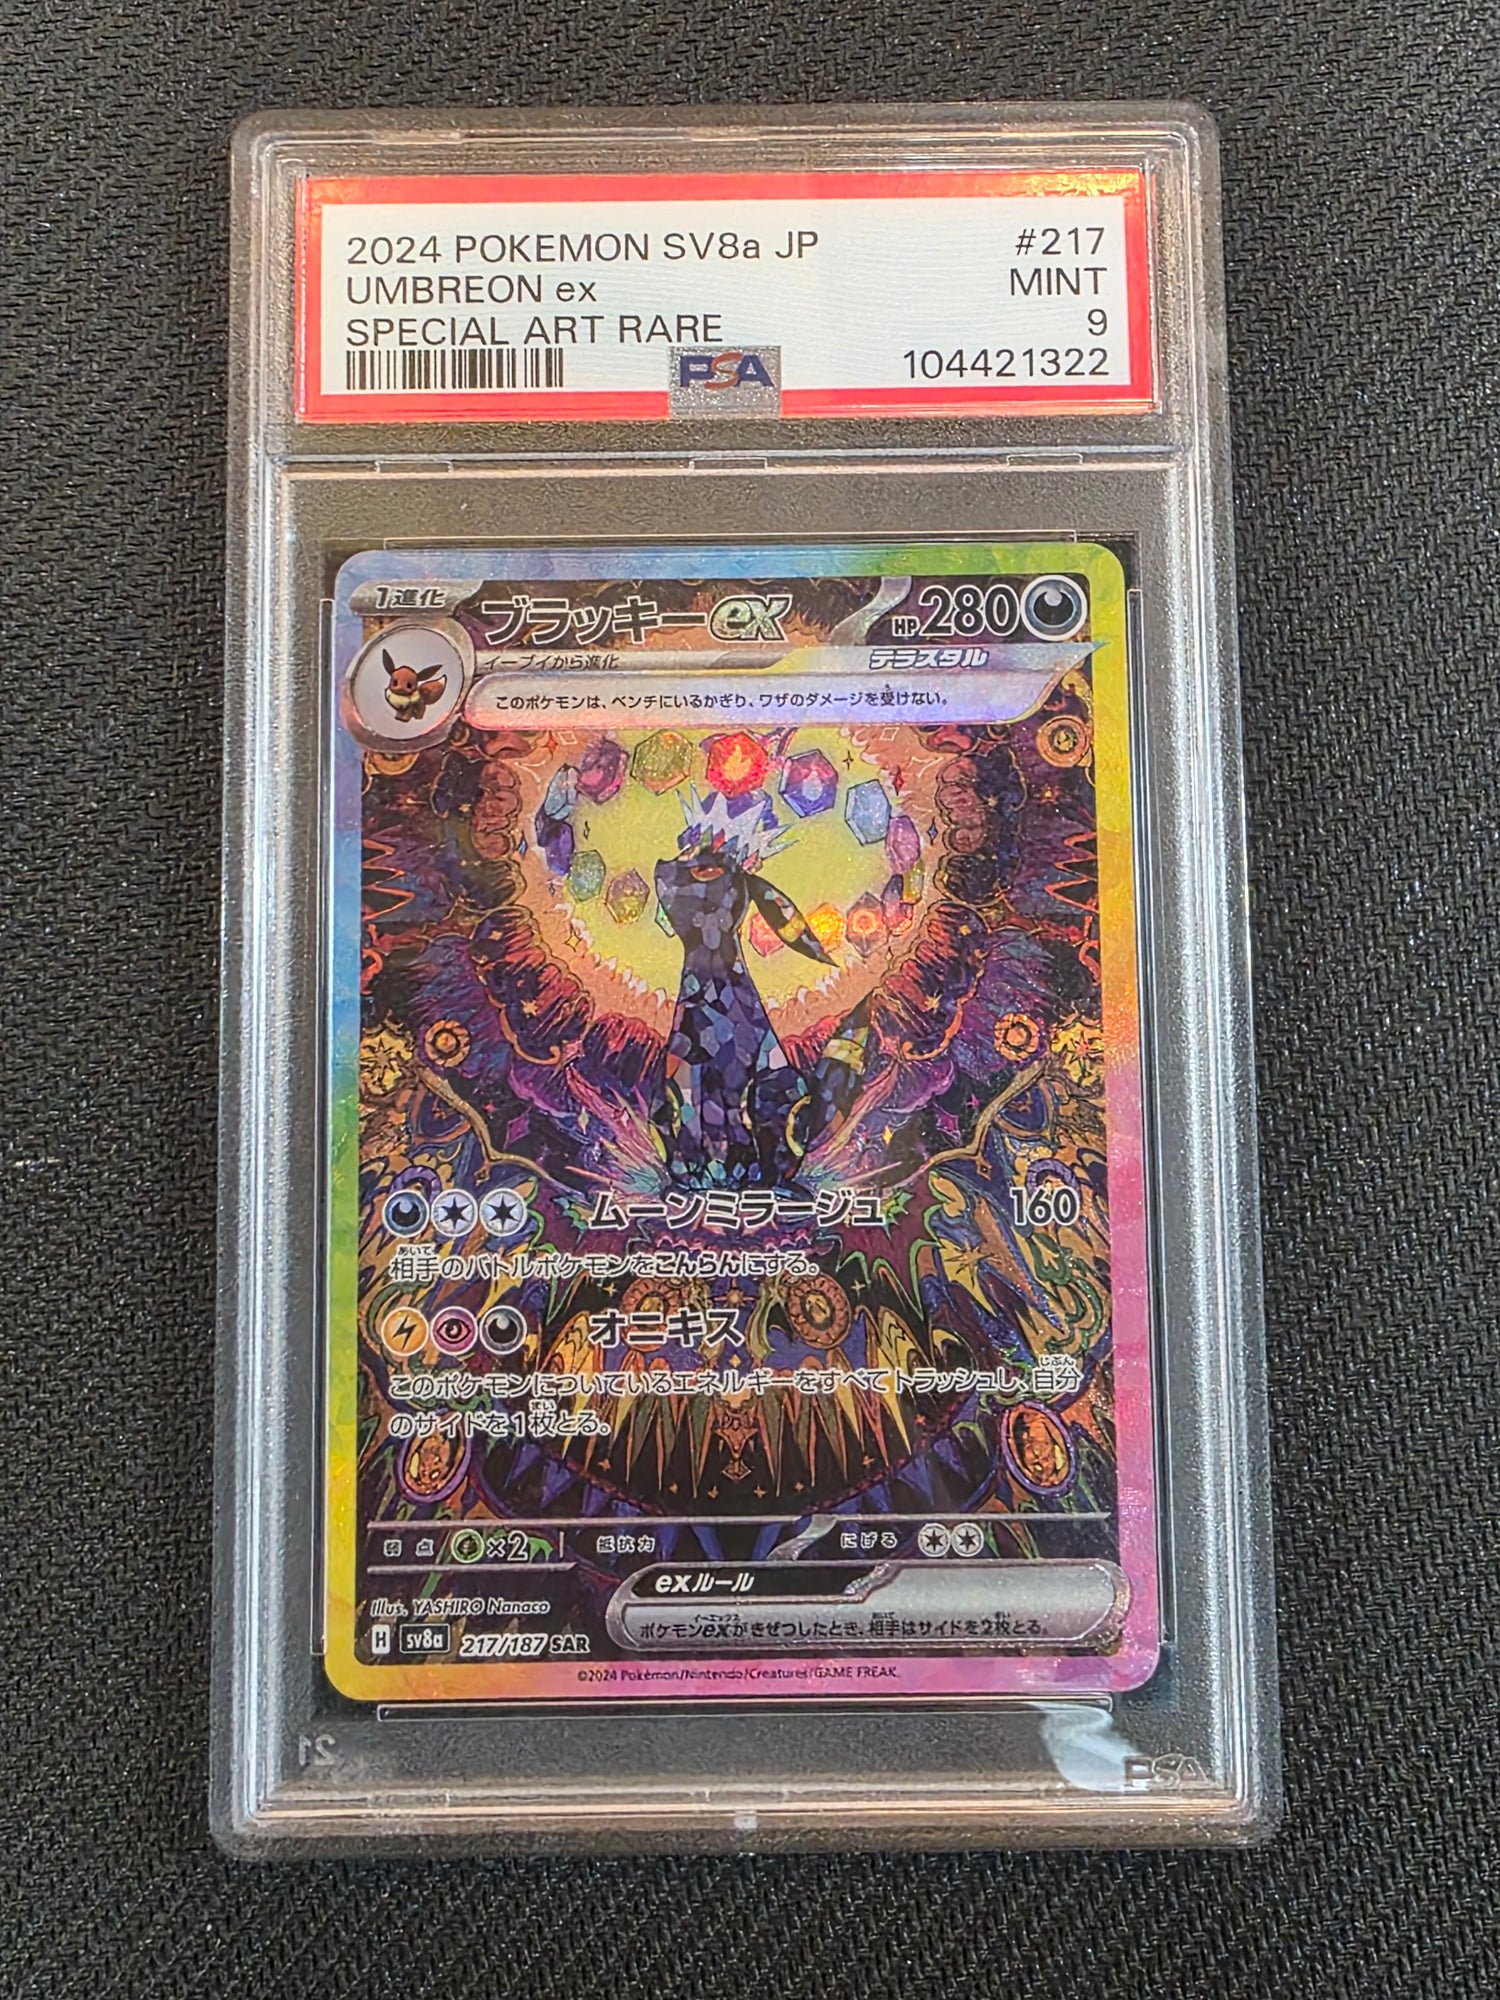 2024 POKEMON SV8a JP #217
UMBREON ex MINT
SPECIAL ART RARE 9
PSA 104421322
1進化 ブラッキーex HP280
イーブイから進化 テラスタル
このポケモンは、ベンチにいるかぎり、ワザのダメージを受けない。
ムーンミラージュ 160
相手のバトルポケモンをこんらんにする。
オニキス
このポケモンについているエネルギーをすべてトラッシュし、自分
のサイドを1枚とる。
弱点 ×2 抵抗力 にげる
exルール
ポケモンexがきぜつしたとき、相手はサイドを2枚とる。
Illus. YASHIRO Nanaco
H sv8a 217/187 SAR
©2024 Pokémon/Nintendo/Creatures/GAME FREAK.
PSA